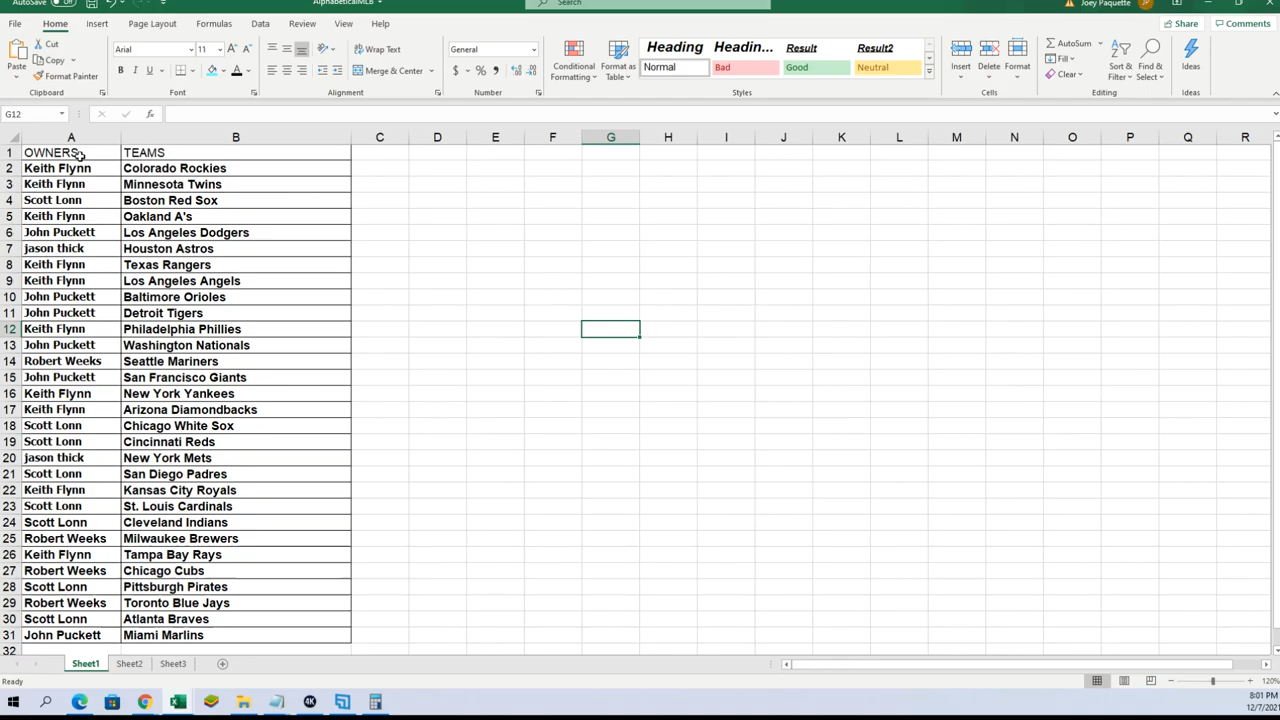 AutoSave Off AlphabeticalMLB Search Joey Paquette JP
File Home Insert Page Layout Formulas Data Review View Help Share Comments
Paste Cut Copy Format Painter Clipboard
Arial 11 A A B I U A Font
Wrap Text Merge & Center Alignment
General $ % , Number
Conditional Formatting Format as Table
Heading Headin... Result Result2
Normal Bad Good Neutral
Styles
Insert Delete Format Cells
AutoSum Fill Clear Sort & Filter Find & Select Editing
Ideas Ideas
G12 fx
A B C D E F G H I J K L M N O P Q R
1 OWNERS TEAMS
2 Keith Flynn Colorado Rockies
3 Keith Flynn Minnesota Twins
4 Scott Lonn Boston Red Sox
5 Keith Flynn Oakland A's
6 John Puckett Los Angeles Dodgers
7 jason thick Houston Astros
8 Keith Flynn Texas Rangers
9 Keith Flynn Los Angeles Angels
10 John Puckett Baltimore Orioles
11 John Puckett Detroit Tigers
12 Keith Flynn Philadelphia Phillies
13 John Puckett Washington Nationals
14 Robert Weeks Seattle Mariners
15 John Puckett San Francisco Giants
16 Keith Flynn New York Yankees
17 Keith Flynn Arizona Diamondbacks
18 Scott Lonn Chicago White Sox
19 Scott Lonn Cincinnati Reds
20 jason thick New York Mets
21 Scott Lonn San Diego Padres
22 Keith Flynn Kansas City Royals
23 Scott Lonn St. Louis Cardinals
24 Scott Lonn Cleveland Indians
25 Robert Weeks Milwaukee Brewers
26 Keith Flynn Tampa Bay Rays
27 Robert Weeks Chicago Cubs
28 Scott Lonn Pittsburgh Pirates
29 Robert Weeks Toronto Blue Jays
30 Scott Lonn Atlanta Braves
31 John Puckett Miami Marlins
32
Sheet1 Sheet2 Sheet3
Ready 120%
4K
8:01 PM
12/7/2021